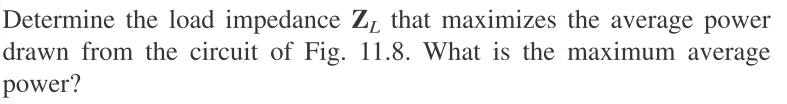 Determine the load impedance Z_L that maximizes the average power
drawn from the circuit of Fig. 11.8. What is the maximum average
power?